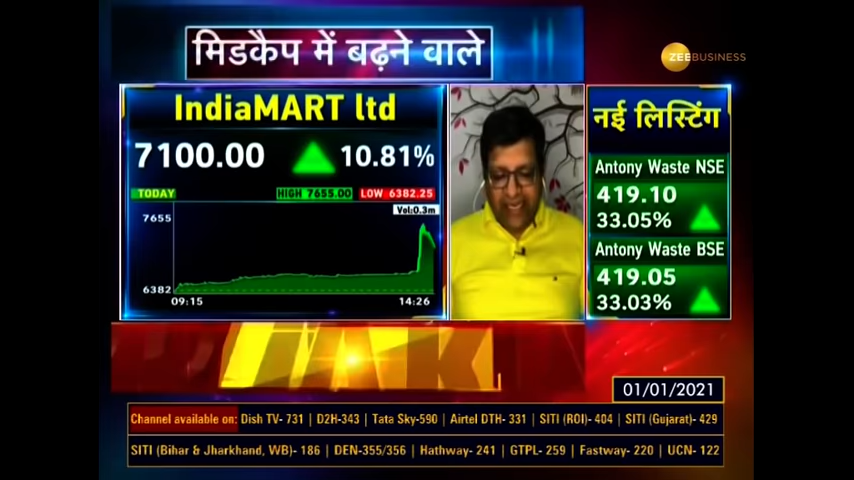 मिडकैप में बढ़ने वाले
ZEEBUSINESS
IndiaMART ltd
7100.00 10.81%
TODAY HIGH 7655.00 LOW 6382.25
Vol:0.3m
7655
6382
09:15 14:26
नई लिस्टिंग
Antony Waste NSE
419.10
33.05%
Antony Waste BSE
419.05
33.03%
01/01/2021
Channel available on: Dish TV- 731 | D2H-343 | Tata Sky-590 | Airtel DTH- 331 | SITI (ROI)- 404 | SITI (Gujarat)- 429
SITI (Bihar & Jharkhand, WB)- 186 | DEN-355/356 | Hathway- 241 | GTPL- 259 | Fastway- 220 | UCN- 122